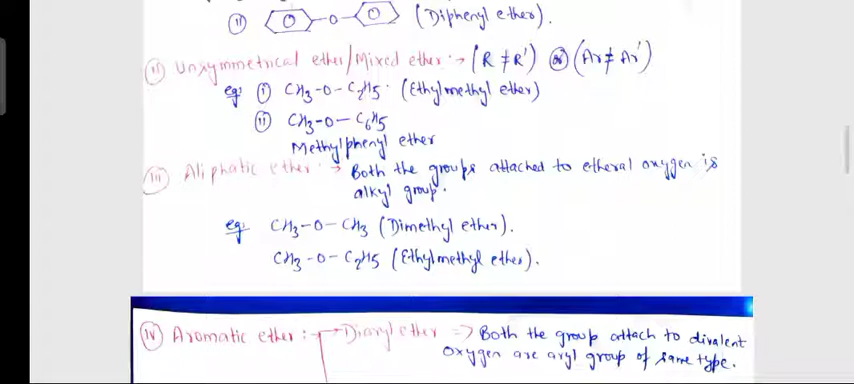 (ii) -O- (Diphenyl ether).
(ii) Unsymmetrical ether/Mixed ether :→ (R ≠ R') or (Ar ≠ Ar')
eg: (i) CH3-O-C2H5. (Ethylmethyl ether)
(ii) CH3-O-C6H5
Methylphenyl ether
(iii) Aliphatic ether :→ Both the groups attached to etheral oxygen is
alkyl group.
eg: CH3-O-CH3 (Dimethyl ether).
CH3-O-C2H5 (Ethylmethyl ether).
(iv) Aromatic ether :→ Diaryl ether => Both the group attach to divalent
oxygen are aryl group of same type.